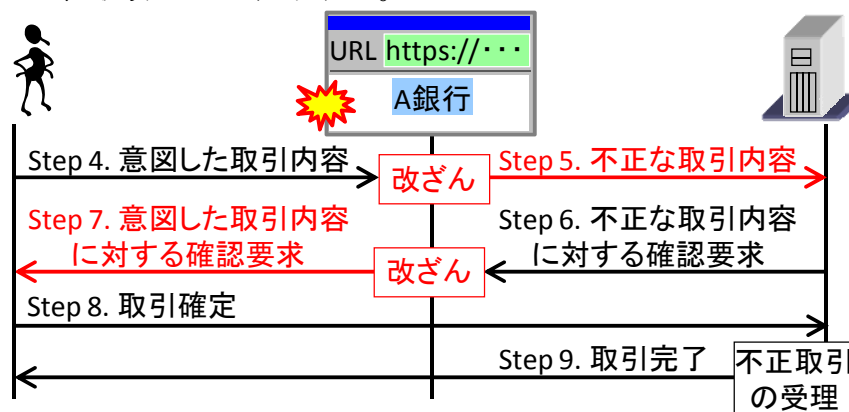 URL https://･･･
A銀行
Step 4. 意図した取引内容
改ざん
Step 5. 不正な取引内容
Step 7. 意図した取引内容
に対する確認要求
改ざん
Step 6. 不正な取引内容
に対する確認要求
Step 8. 取引確定
Step 9. 取引完了
不正取引
の受理